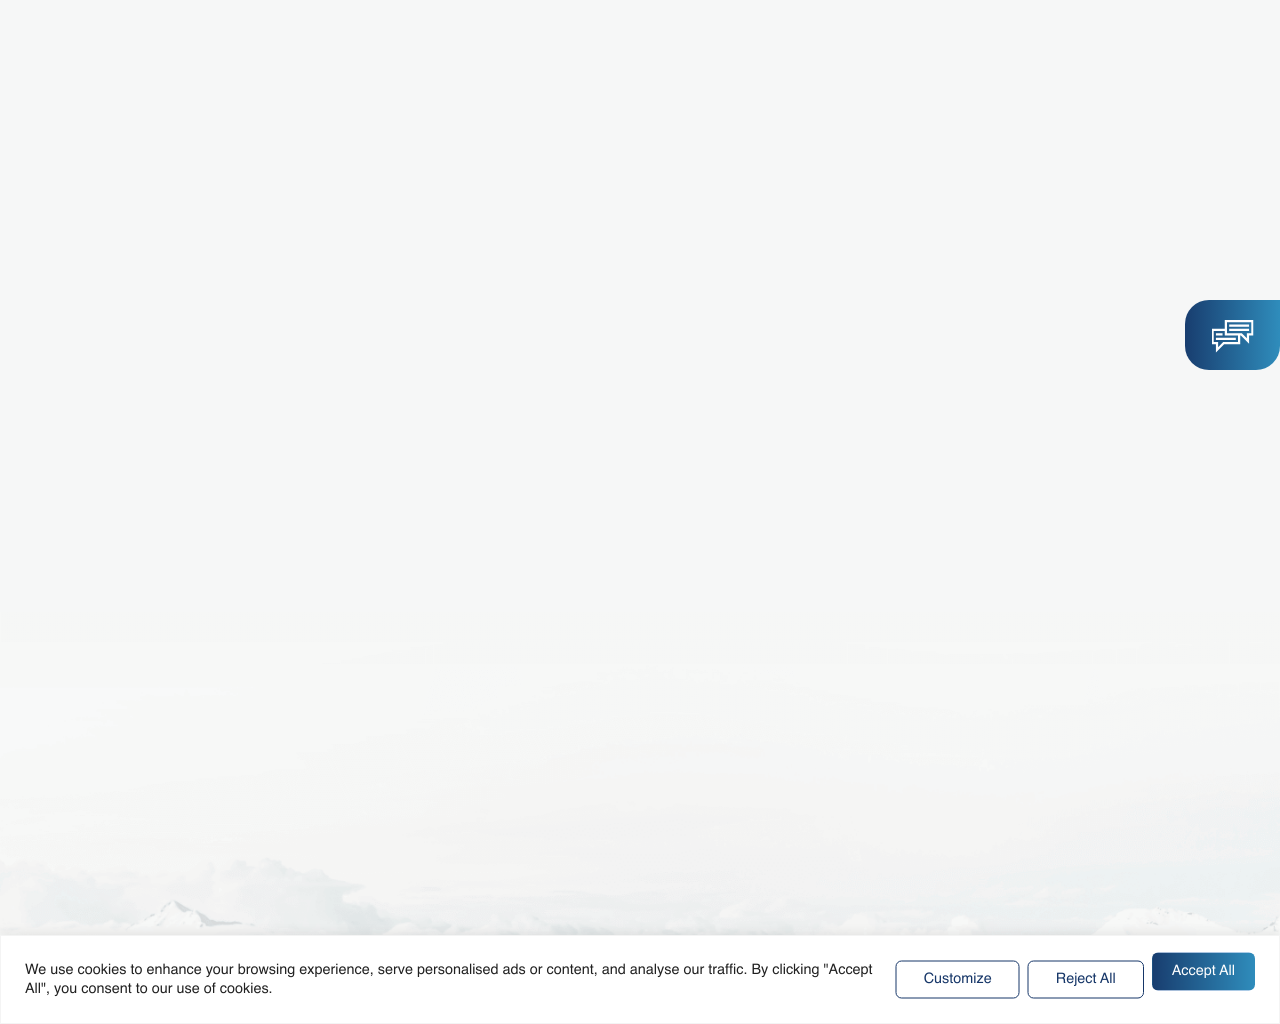 We use cookies to enhance your browsing experience, serve personalised ads or content, and analyse our traffic. By clicking "Accept
All", you consent to our use of cookies.
Customize
Reject All
Accept All